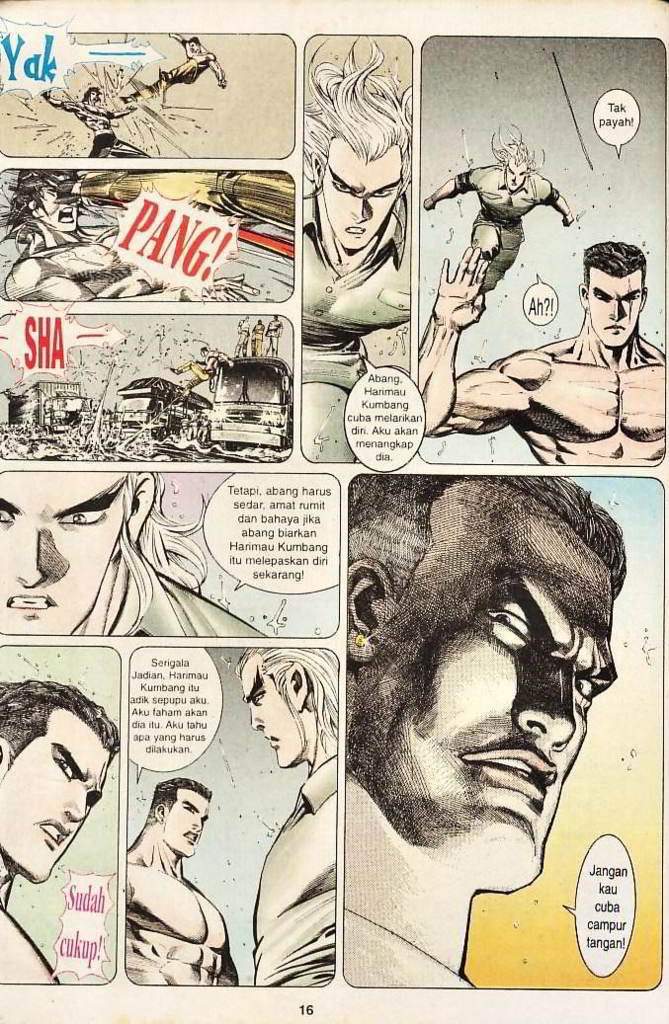 Yak
PANG!
SHA
Abang,
Harimau
Kumbang
cuba melarikan
diri. Aku akan
menangkap
dia.
Tak
payah!
Ah?!
Tetapi, abang harus
sedar, amat rumit
dan bahaya jika
abang biarkan
Harimau Kumbang
itu melepaskan diri
sekarang!
Sudah
cukup!
Serigala
Jadian, Harimau
Kumbang itu
adik sepupu aku.
Aku faham akan
dia itu. Aku tahu
apa yang harus
dilakukan.
Jangan
kau
cuba
campur
tangan!
16